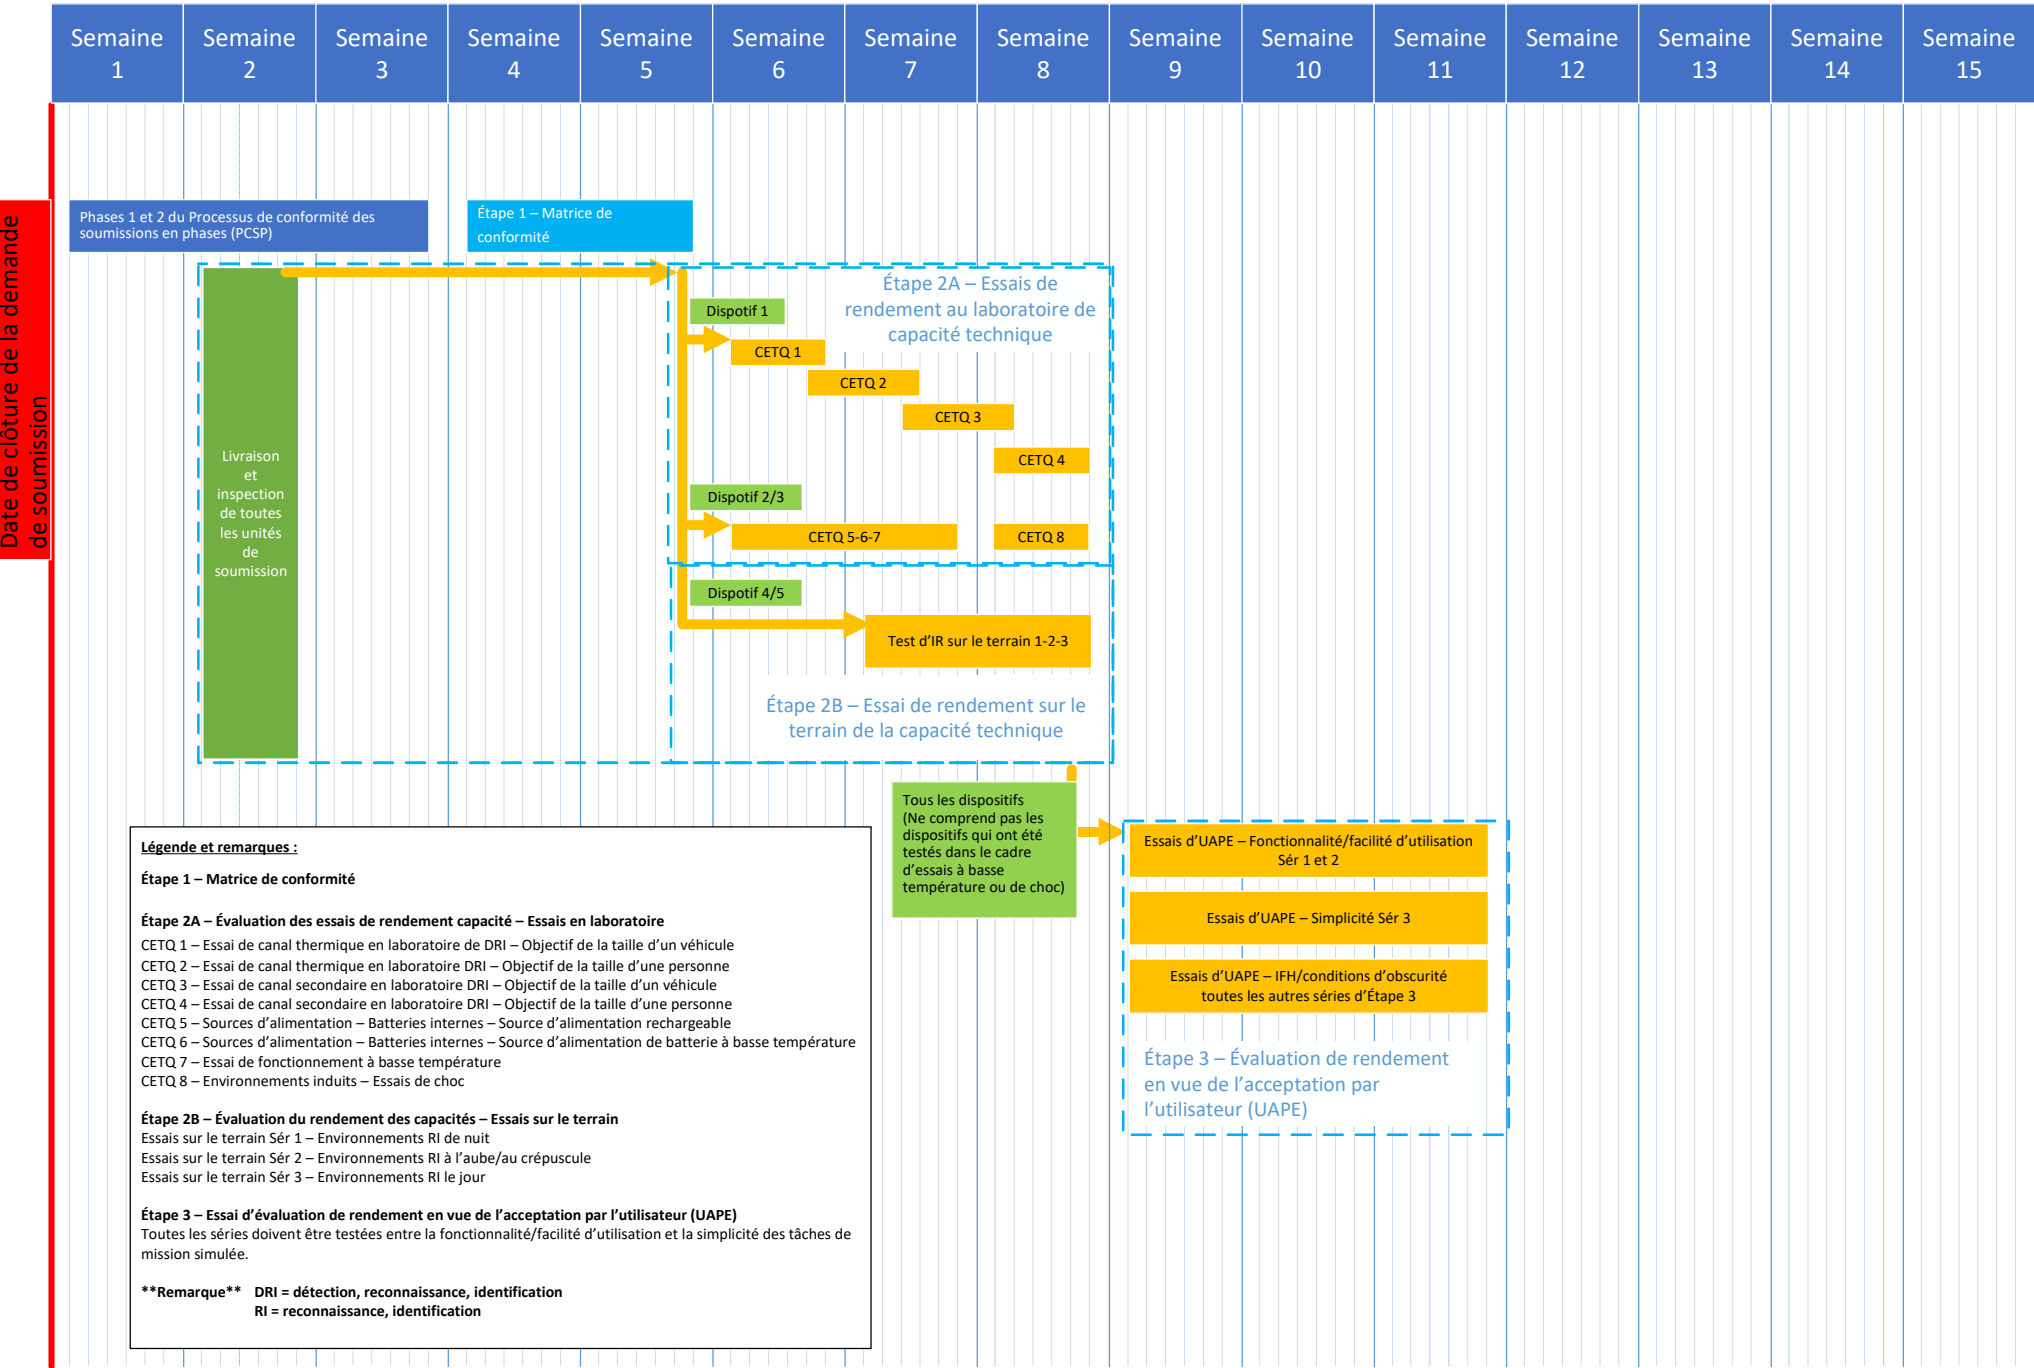 Semaine 1
Semaine 2
Semaine 3
Semaine 4
Semaine 5
Semaine 6
Semaine 7
Semaine 8
Semaine 9
Semaine 10
Semaine 11
Semaine 12
Semaine 13
Semaine 14
Semaine 15
Date de clôture de la demande
de soumission
Phases 1 et 2 du Processus de conformité des
soumissions en phases (PCSP)
Étape 1 – Matrice de
conformité
Livraison
et
inspection
de toutes
les unités
de
soumission
Étape 2A – Essais de
rendement au laboratoire de
capacité technique
Dispotif 1
CETQ 1
CETQ 2
CETQ 3
CETQ 4
Dispotif 2/3
CETQ 5-6-7
CETQ 8
Dispotif 4/5
Test d'IR sur le terrain 1-2-3
Étape 2B – Essai de rendement sur le
terrain de la capacité technique
Tous les dispositifs
(Ne comprend pas les
dispositifs qui ont été
testés dans le cadre
d'essais à basse
température ou de choc)
Essais d'UAPE – Fonctionnalité/facilité d'utilisation
Sér 1 et 2
Essais d'UAPE – Simplicité Sér 3
Essais d'UAPE – IFH/conditions d'obscurité
toutes les autres séries d'Étape 3
Étape 3 – Évaluation de rendement
en vue de l'acceptation par
l'utilisateur (UAPE)
Légende et remarques :
Étape 1 – Matrice de conformité
Étape 2A – Évaluation des essais de rendement capacité – Essais en laboratoire
CETQ 1 – Essai de canal thermique en laboratoire de DRI – Objectif de la taille d'un véhicule
CETQ 2 – Essai de canal thermique en laboratoire DRI – Objectif de la taille d'une personne
CETQ 3 – Essai de canal secondaire en laboratoire DRI – Objectif de la taille d'un véhicule
CETQ 4 – Essai de canal secondaire en laboratoire DRI – Objectif de la taille d'une personne
CETQ 5 – Sources d'alimentation – Batteries internes – Source d'alimentation rechargeable
CETQ 6 – Sources d'alimentation – Batteries internes – Source d'alimentation de batterie à basse température
CETQ 7 – Essai de fonctionnement à basse température
CETQ 8 – Environnements induits – Essais de choc
Étape 2B – Évaluation du rendement des capacités – Essais sur le terrain
Essais sur le terrain Sér 1 – Environnements RI de nuit
Essais sur le terrain Sér 2 – Environnements RI à l'aube/au crépuscule
Essais sur le terrain Sér 3 – Environnements RI le jour
Étape 3 – Essai d'évaluation de rendement en vue de l'acceptation par l'utilisateur (UAPE)
Toutes les séries doivent être testées entre la fonctionnalité/facilité d'utilisation et la simplicité des tâches de
mission simulée.
**Remarque** DRI = détection, reconnaissance, identification
RI = reconnaissance, identification